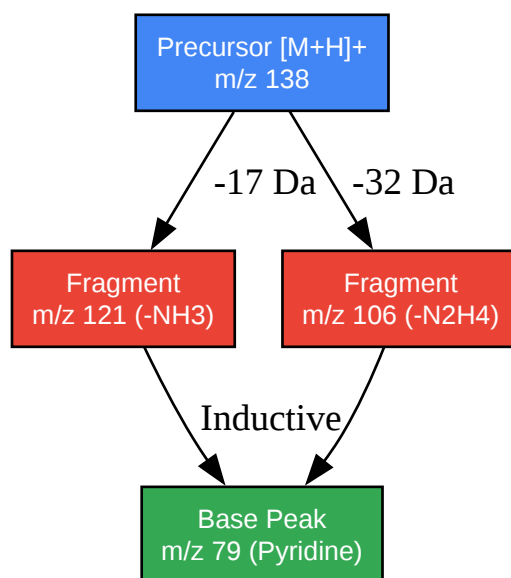 Precursor [M+H]+
m/z 138
-17 Da
-32 Da
Fragment
m/z 121 (-NH3)
Fragment
m/z 106 (-N2H4)
Inductive
Base Peak
m/z 79 (Pyridine)